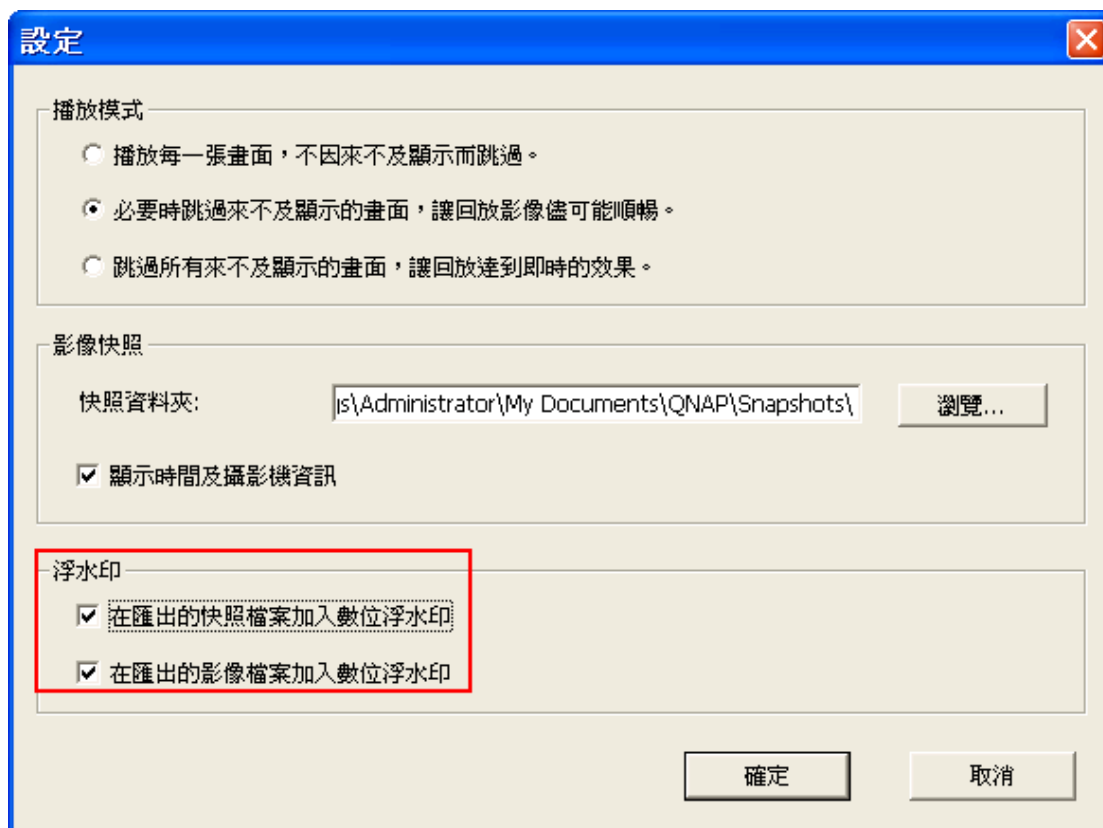 設定
播放模式
播放每一張畫面，不因來不及顯示而跳過。
必要時跳過來不及顯示的畫面，讓回放影像儘可能順暢。
跳過所有來不及顯示的畫面，讓回放達到即時的效果。
影像快照
快照資料夾: \Administrator\My Documents\QNAP\Snapshots\ 瀏覽...
顯示時間及攝影機資訊
浮水印
在匯出的快照檔案加入數位浮水印
在匯出的影像檔案加入數位浮水印
確定 取消